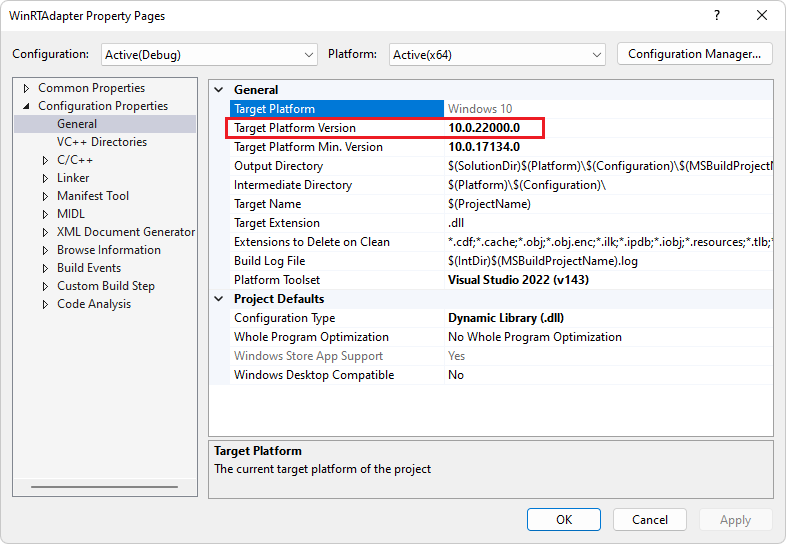 WinRTAdapter Property Pages ?
Configuration: Active(Debug) Platform: Active(x64) Configuration Manager...
Common Properties
Configuration Properties
General
VC++ Directories
C/C++
Linker
Manifest Tool
MIDL
XML Document Generator
Browse Information
Build Events
Custom Build Step
Code Analysis
General
Target Platform Windows 10
Target Platform Version 10.0.22000.0
Target Platform Min. Version 10.0.17134.0
Output Directory $(SolutionDir)$(Platform)\$(Configuration)\$(MSBuildProjectN
Intermediate Directory $(Platform)\$(Configuration)\
Target Name $(ProjectName)
Target Extension .dll
Extensions to Delete on Clean *.cdf;*.cache;*.obj;*.obj.enc;*.ilk;*.ipdb;*.iobj;*.resources;*.tlb;*
Build Log File $(IntDir)$(MSBuildProjectName).log
Platform Toolset Visual Studio 2022 (v143)
Project Defaults
Configuration Type Dynamic Library (.dll)
Whole Program Optimization No Whole Program Optimization
Windows Store App Support Yes
Windows Desktop Compatible No
Target Platform
The current target platform of the project
OK Cancel Apply